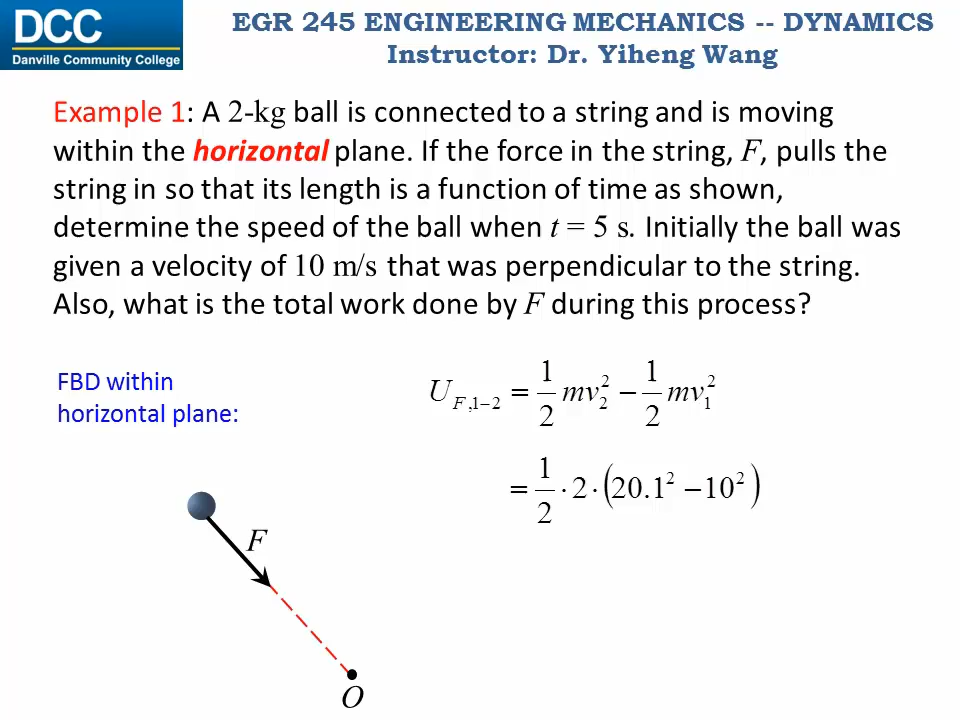 DCC
Danville Community College
EGR 245 ENGINEERING MECHANICS -- DYNAMICS
Instructor: Dr. Yiheng Wang
Example 1: A 2-kg ball is connected to a string and is moving
within the horizontal plane. If the force in the string, F, pulls the
string in so that its length is a function of time as shown,
determine the speed of the ball when t = 5 s. Initially the ball was
given a velocity of 10 m/s that was perpendicular to the string.
Also, what is the total work done by F during this process?
FBD within
horizontal plane:
U_{F,1−2} = 1/2 mv_2^2 − 1/2 mv_1^2
= 1/2 · 2 · (20.1^2 − 10^2)
F
O